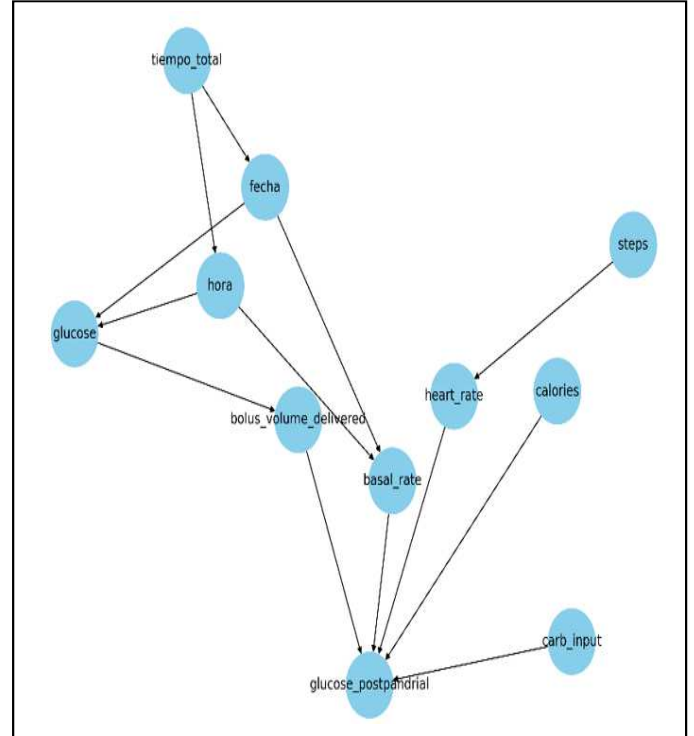 tiempo_total
fecha
steps
hora
glucose
heart_rate
calories
bolus_volume_delivered
basal_rate
carb_input
glucose_postpandrial